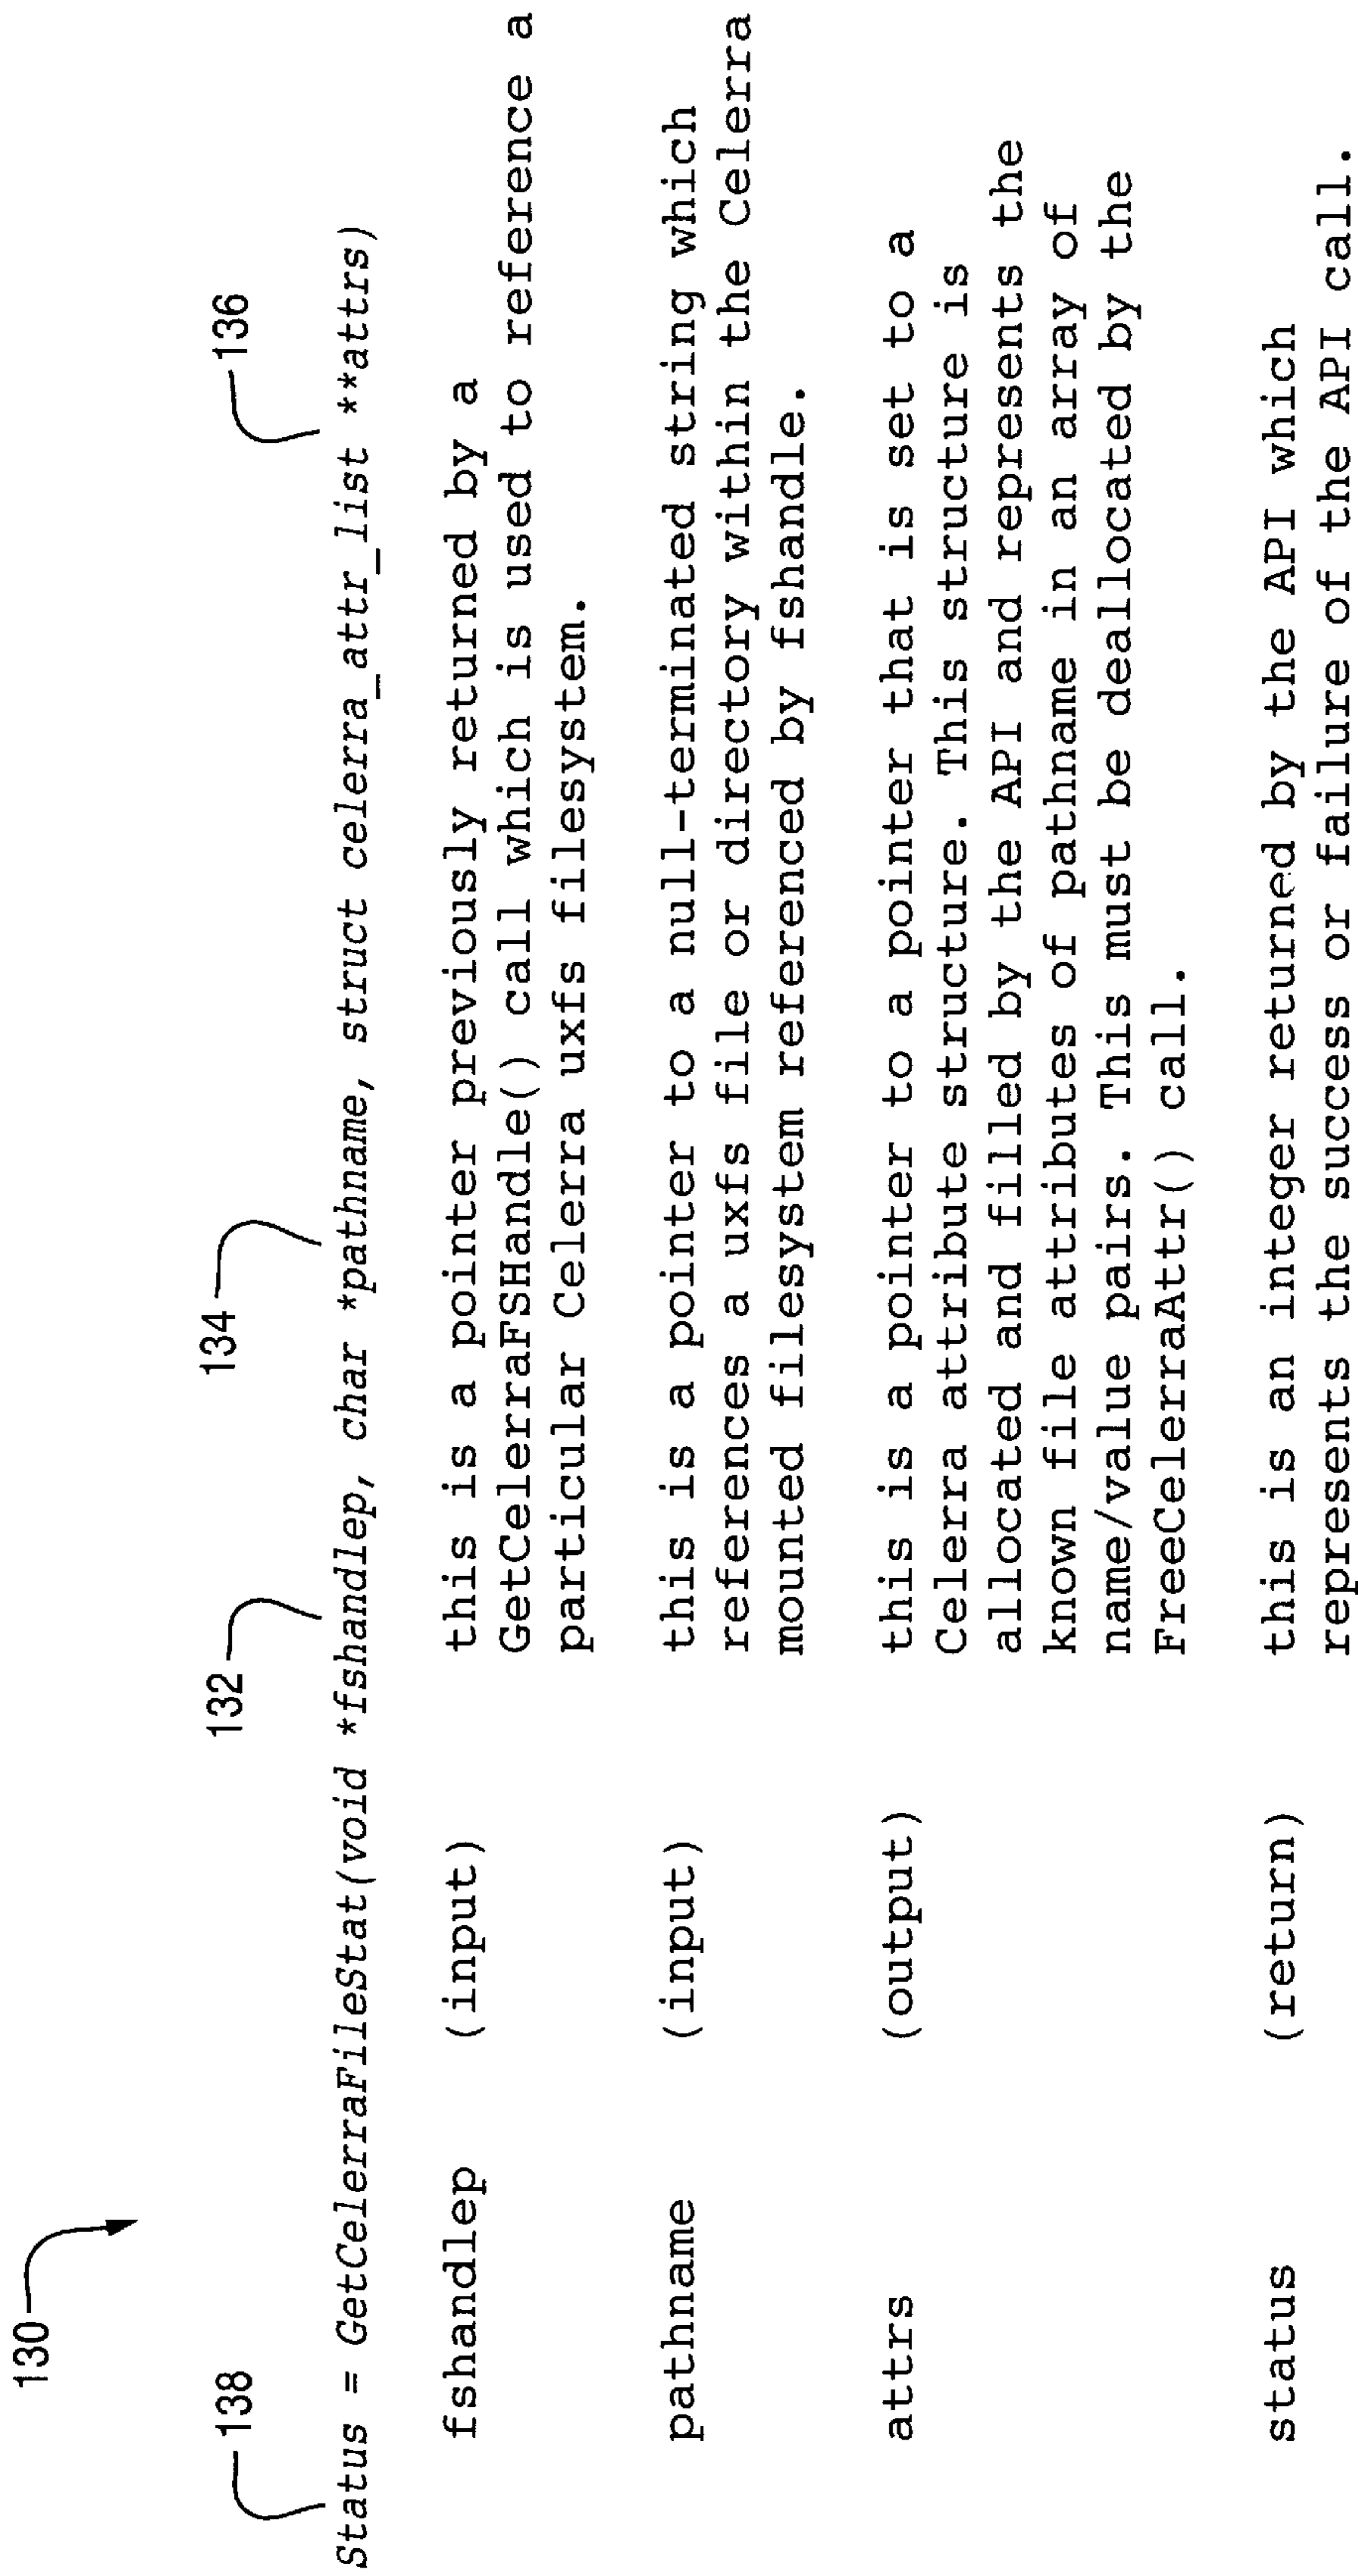 130
138
132
134
136
Status = GetCelerraFileStat(void *fshandlep, char *pathname, struct celerra_attr_list **attrs)
fshandlep (input) this is a pointer previously returned by a
GetCelerraFSHandle() call which is used to reference a
particular Celerra uxfs filesystem.
pathname (input) this is a pointer to a null-terminated string which
references a uxfs file or directory within the Celerra
mounted filesystem referenced by fshandle.
attrs (output) this is a pointer to a pointer that is set to a
Celerra attribute structure. This structure is
allocated and filled by the API and represents the
known file attributes of pathname in an array of
name/value pairs. This must be deallocated by the
FreeCelerraAttr() call.
status (return) this is an integer returned by the API which
represents the success or failure of the API call.